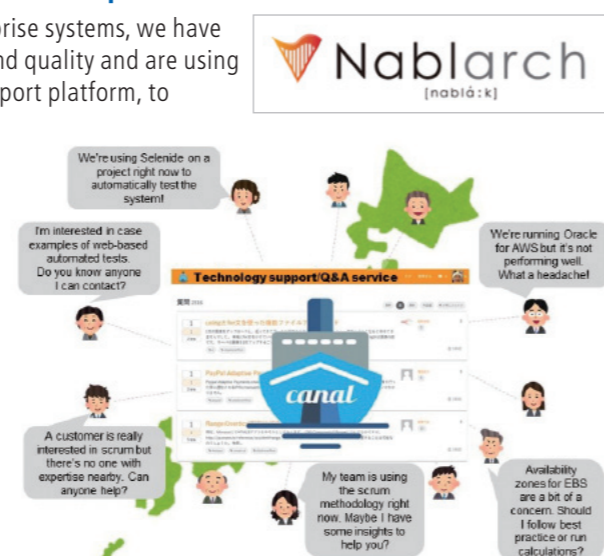 prise systems, we have
nd quality and are using
port platform, to
Nablarch
[nablá:k]
We're using Selenide on a
project right now to
automatically test the
system!
I'm interested in case
examples of web-based
automated tests.
Do you know anyone
I can contact?
We're running Oracle
for AWS but it's not
performing well.
What a headache!
Technology support/Q&A service
質問
canal
A customer is really
interested in scrum but
there's no one with
expertise nearby. Can
anyone help?
My team is using
the scrum
methodology right
now. Maybe I have
some insights to
help you?
Availability
zones for EBS
are a bit of a
concern. Should
I follow best
practice or run
calculations?